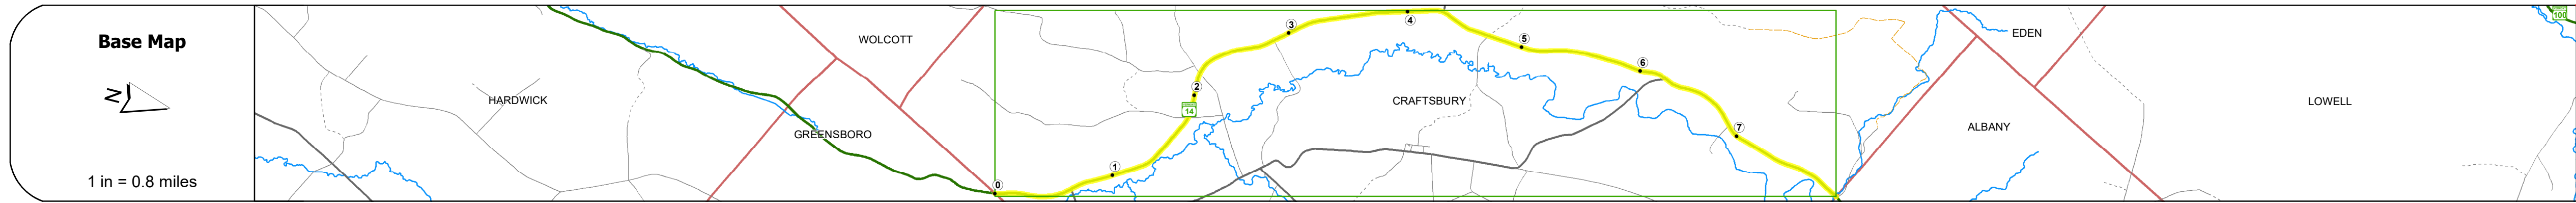 Base Map
N
1 in = 0.8 miles
HARDWICK
WOLCOTT
GREENSBORO
0
1
2
14
3
4
5
6
7
CRAFTSBURY
EDEN
ALBANY
LOWELL
100